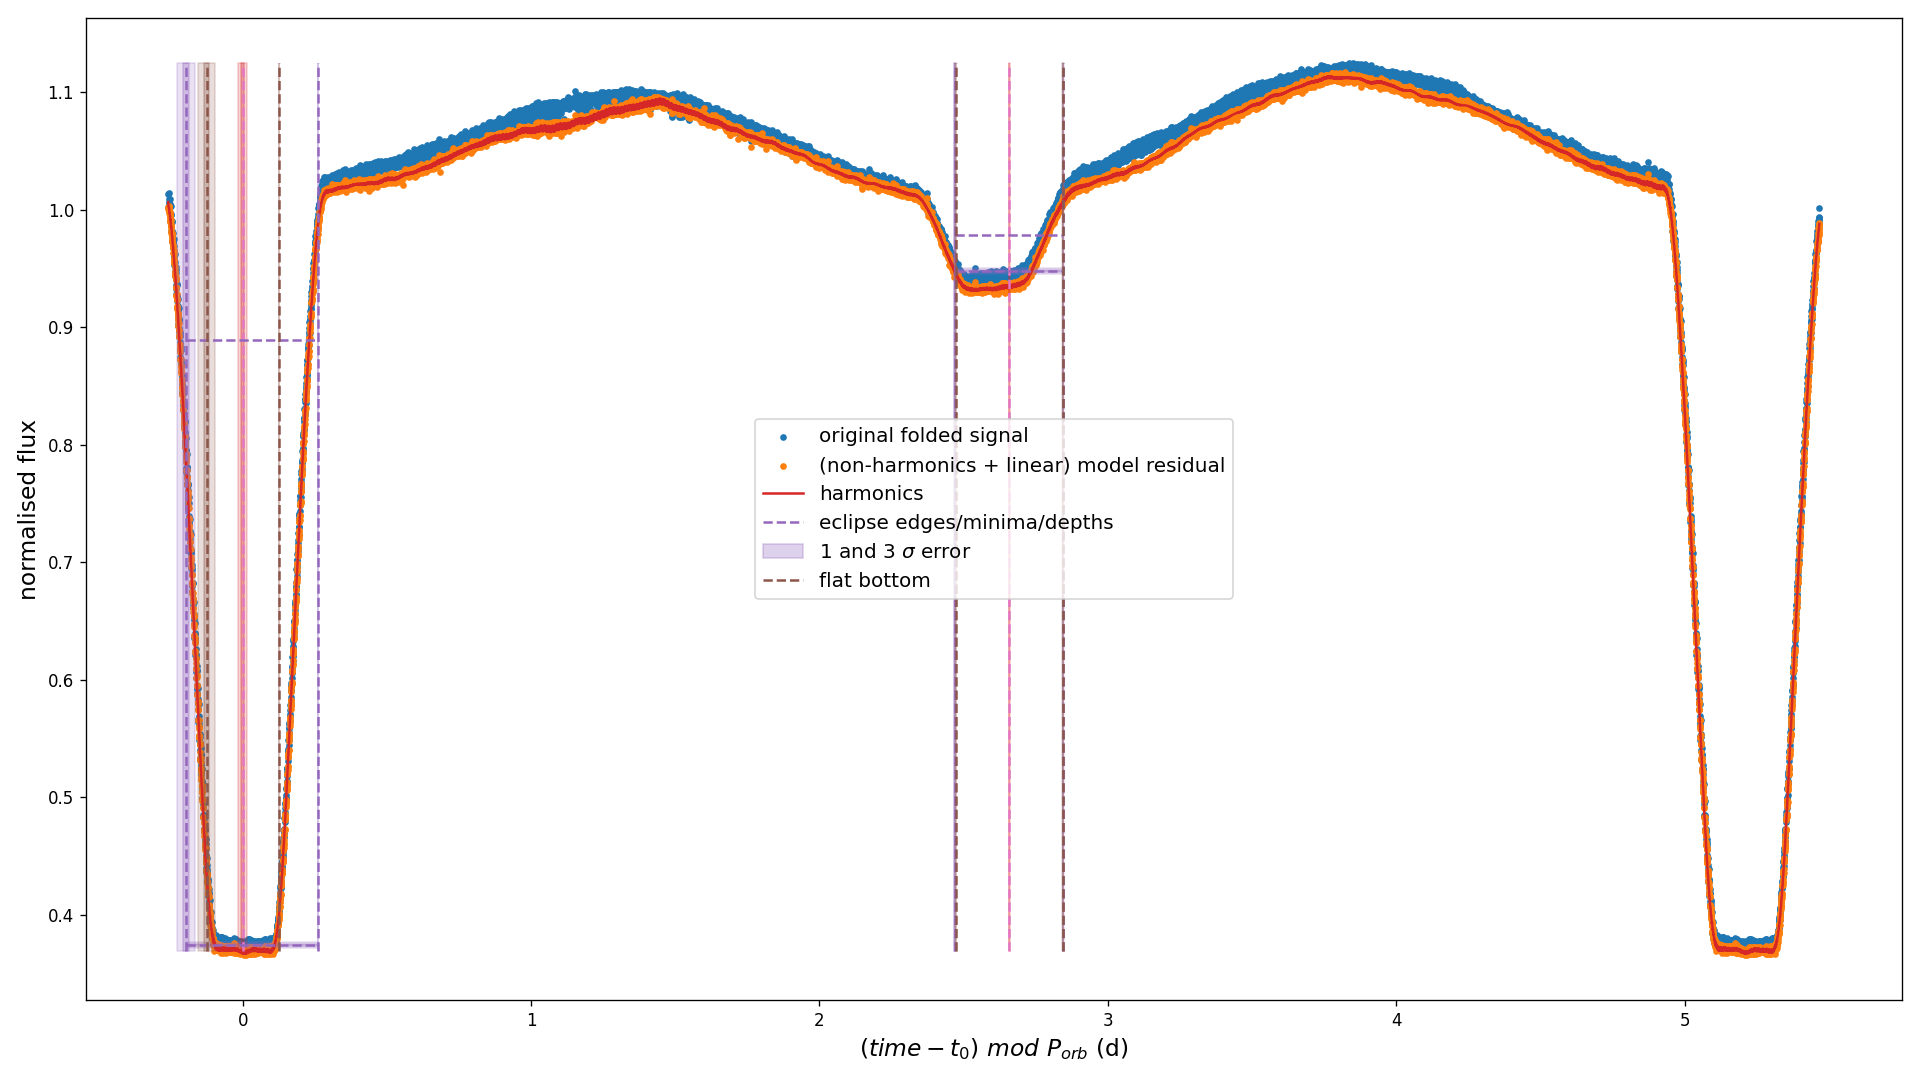 normalised flux
1.1
1.0
0.9
0.8
0.7
0.6
0.5
0.4
original folded signal
(non-harmonics + linear) model residual
harmonics
eclipse edges/minima/depths
1 and 3 σ error
flat bottom
0 1 2 3 4 5
(time − t₀) mod P_orb (d)